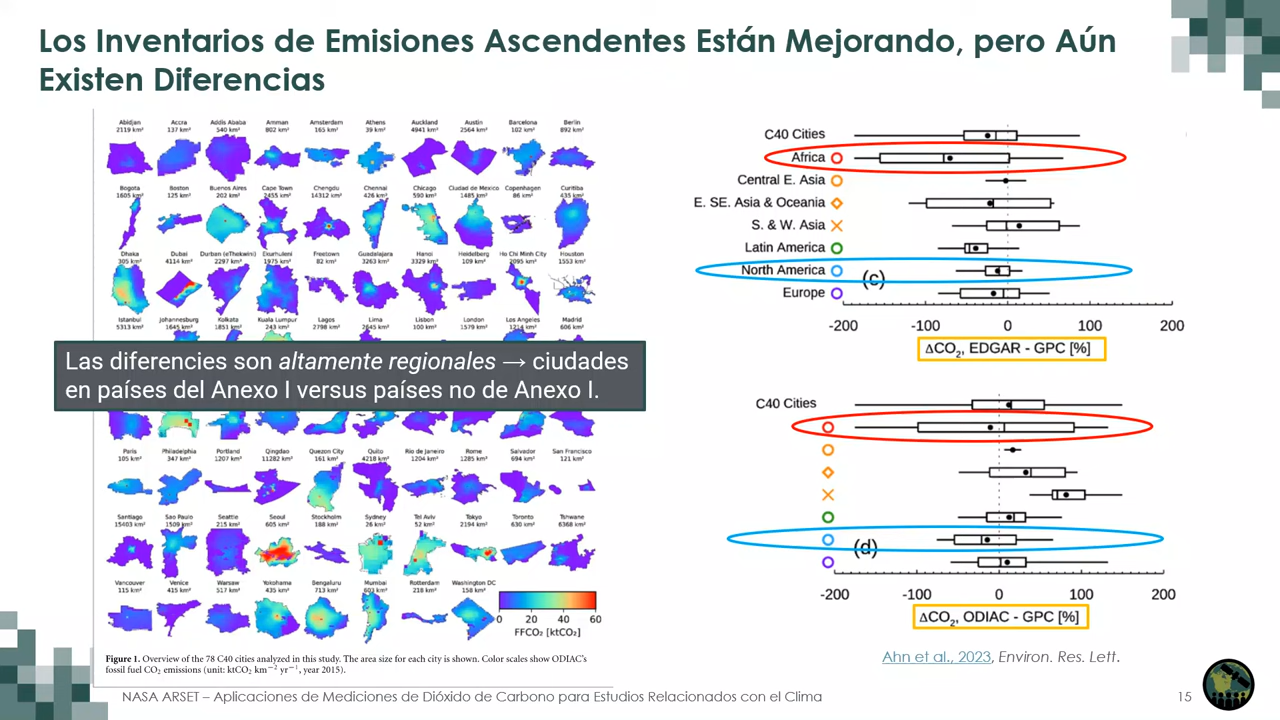 Los Inventarios de Emisiones Ascendentes Están Mejorando, pero Aún
Existen Diferencias
Abidjan Accra Addis Ababa Amman Amsterdam Athens Auckland Austin Barcelona Berlin
2119 km² 137 km² 540 km² 802 km² 165 km² 39 km² 4941 km² 2564 km² 102 km² 892 km²
Bogota Boston Buenos Aires Cape Town Chengdu Chennai Chicago Ciudad de Mexico Copenhagen Curitiba
1605 km² 125 km² 202 km² 2455 km² 14312 km² 426 km² 590 km² 1485 km² 86 km² 435 km²
Dhaka Dubai Durban (eThekwini) Ekurhuleni Freetown Guadalajara Hanoi Heidelberg Ho Chi Minh City Houston
305 km² 4114 km² 2297 km² 1975 km² 82 km² 3263 km² 3329 km² 109 km² 2095 km² 1553 km²
Istanbul Johannesburg Kolkata Kuala Lumpur Lagos Lima Lisbon London Los Angeles Madrid
5313 km² 1645 km² 1851 km² 243 km² 2798 km² 2645 km² 100 km² 1579 km² 1214 km² 606 km²
Las diferencies son altamente regionales → ciudades
en países del Anexo I versus países no de Anexo I.
Paris Philadelphia Portland Qingdao Quezon City Quito Rio de Janeiro Rome Salvador San Francisco
105 km² 347 km² 1207 km² 11282 km² 161 km² 4218 km² 1204 km² 1285 km² 694 km² 121 km²
Santiago Sao Paulo Seattle Seoul Stockholm Sydney Tel Aviv Tokyo Toronto Tshwane
15403 km² 1509 km² 215 km² 605 km² 188 km² 26 km² 52 km² 2194 km² 630 km² 6368 km²
Vancouver Venice Warsaw Yokohama Bengaluru Mumbai Rotterdam Washington DC
115 km² 415 km² 517 km² 435 km² 713 km² 603 km² 218 km² 158 km²
0 20 40 60
FFCO₂ [ktCO₂]
Figure 1. Overview of the 78 C40 cities analyzed in this study. The area size for each city is shown. Color scales show ODIAC's
fossil fuel CO₂ emissions (unit: ktCO₂ km⁻² yr⁻¹, year 2015).
C40 Cities
Africa
Central E. Asia
E. SE. Asia & Oceania
S. & W. Asia
Latin America
North America
(c)
Europe
-200 -100 0 100 200
ΔCO₂, EDGAR - GPC [%]
C40 Cities
(d)
-200 -100 0 100 200
ΔCO₂, ODIAC - GPC [%]
Ahn et al., 2023, Environ. Res. Lett.
NASA ARSET – Aplicaciones de Mediciones de Dióxido de Carbono para Estudios Relacionados con el Clima
15